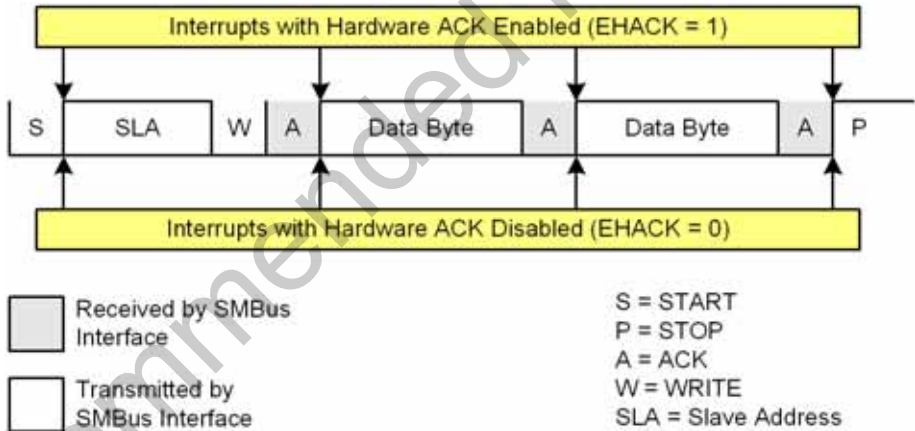 Interrupts with Hardware ACK Enabled (EHACK = 1)
S SLA W A Data Byte A Data Byte A P
Interrupts with Hardware ACK Disabled (EHACK = 0)
Received by SMBus
Interface
Transmitted by
SMBus Interface
S = START
P = STOP
A = ACK
W = WRITE
SLA = Slave Address